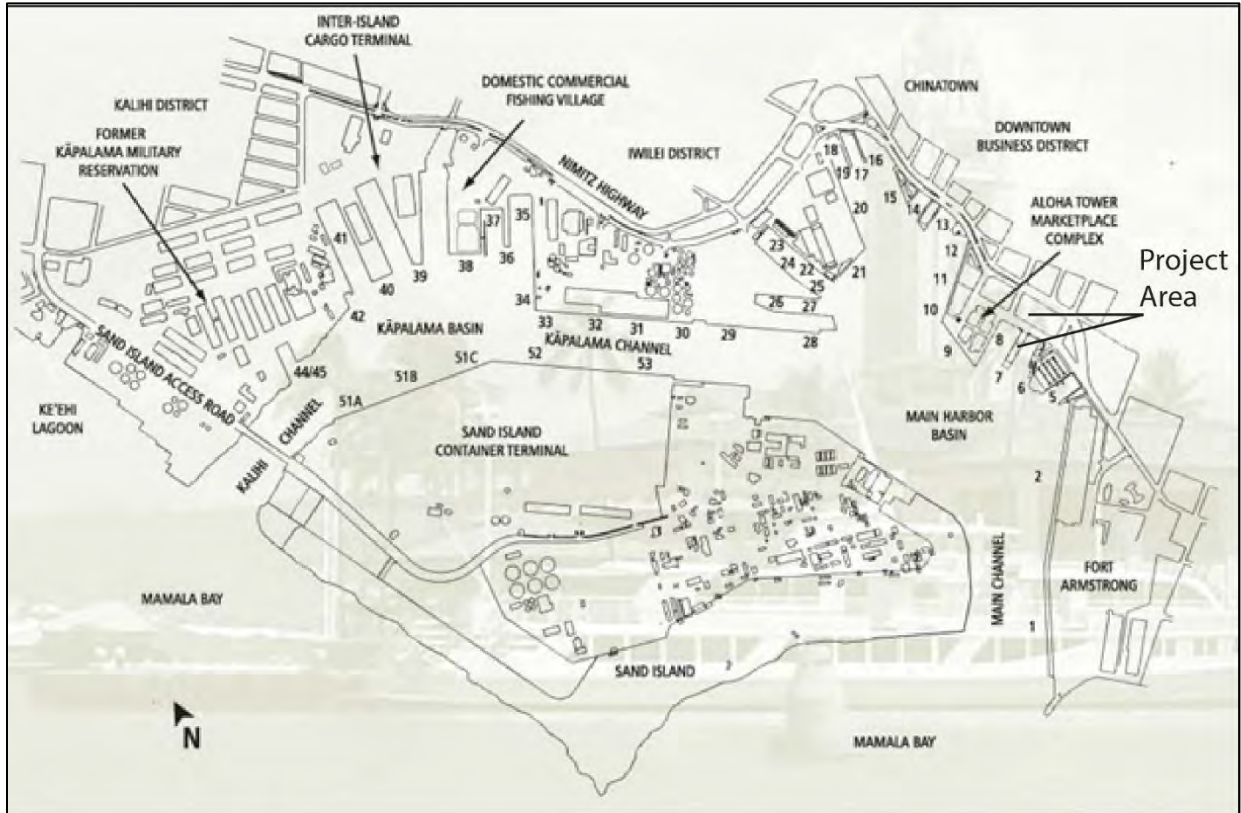 INTER-ISLAND
CARGO TERMINAL
KALIHI DISTRICT
DOMESTIC COMMERCIAL
FISHING VILLAGE
CHINATOWN
FORMER
KĀPALAMA MILITARY
RESERVATION
NIMITZ HIGHWAY
IWILEI DISTRICT
DOWNTOWN
BUSINESS DISTRICT
ALOHA TOWER
MARKETPLACE
COMPLEX
Project
Area
18
19
17
16
15
14
13
12
11
10
9
8
7
6
5
20
21
22
23
24
25
26
27
28
29
30
31
32
33
34
35
36
37
38
39
40
41
42
44/45
KĀPALAMA BASIN
KĀPALAMA CHANNEL
51A
51B
51C
52
53
SAND ISLAND ACCESS ROAD
KE'EHI
LAGOON
KALIHI
CHANNEL
SAND ISLAND
CONTAINER TERMINAL
MAIN HARBOR
BASIN
2
MAIN CHANNEL
FORT
ARMSTRONG
1
MAMALA BAY
SAND ISLAND
N
MAMALA BAY